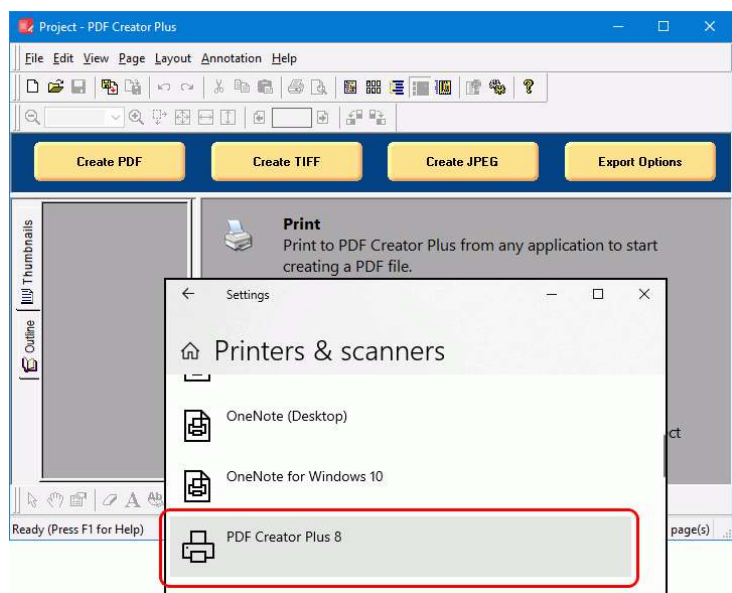 Project - PDF Creator Plus
File Edit View Page Layout Annotation Help
Create PDF Create TIFF Create JPEG Export Options
Thumbnails
Outline
Print
Print to PDF Creator Plus from any application to start
creating a PDF file.
Settings
Printers & scanners
OneNote (Desktop)
OneNote for Windows 10
ct
PDF Creator Plus 8
Ready (Press F1 for Help) page(s)